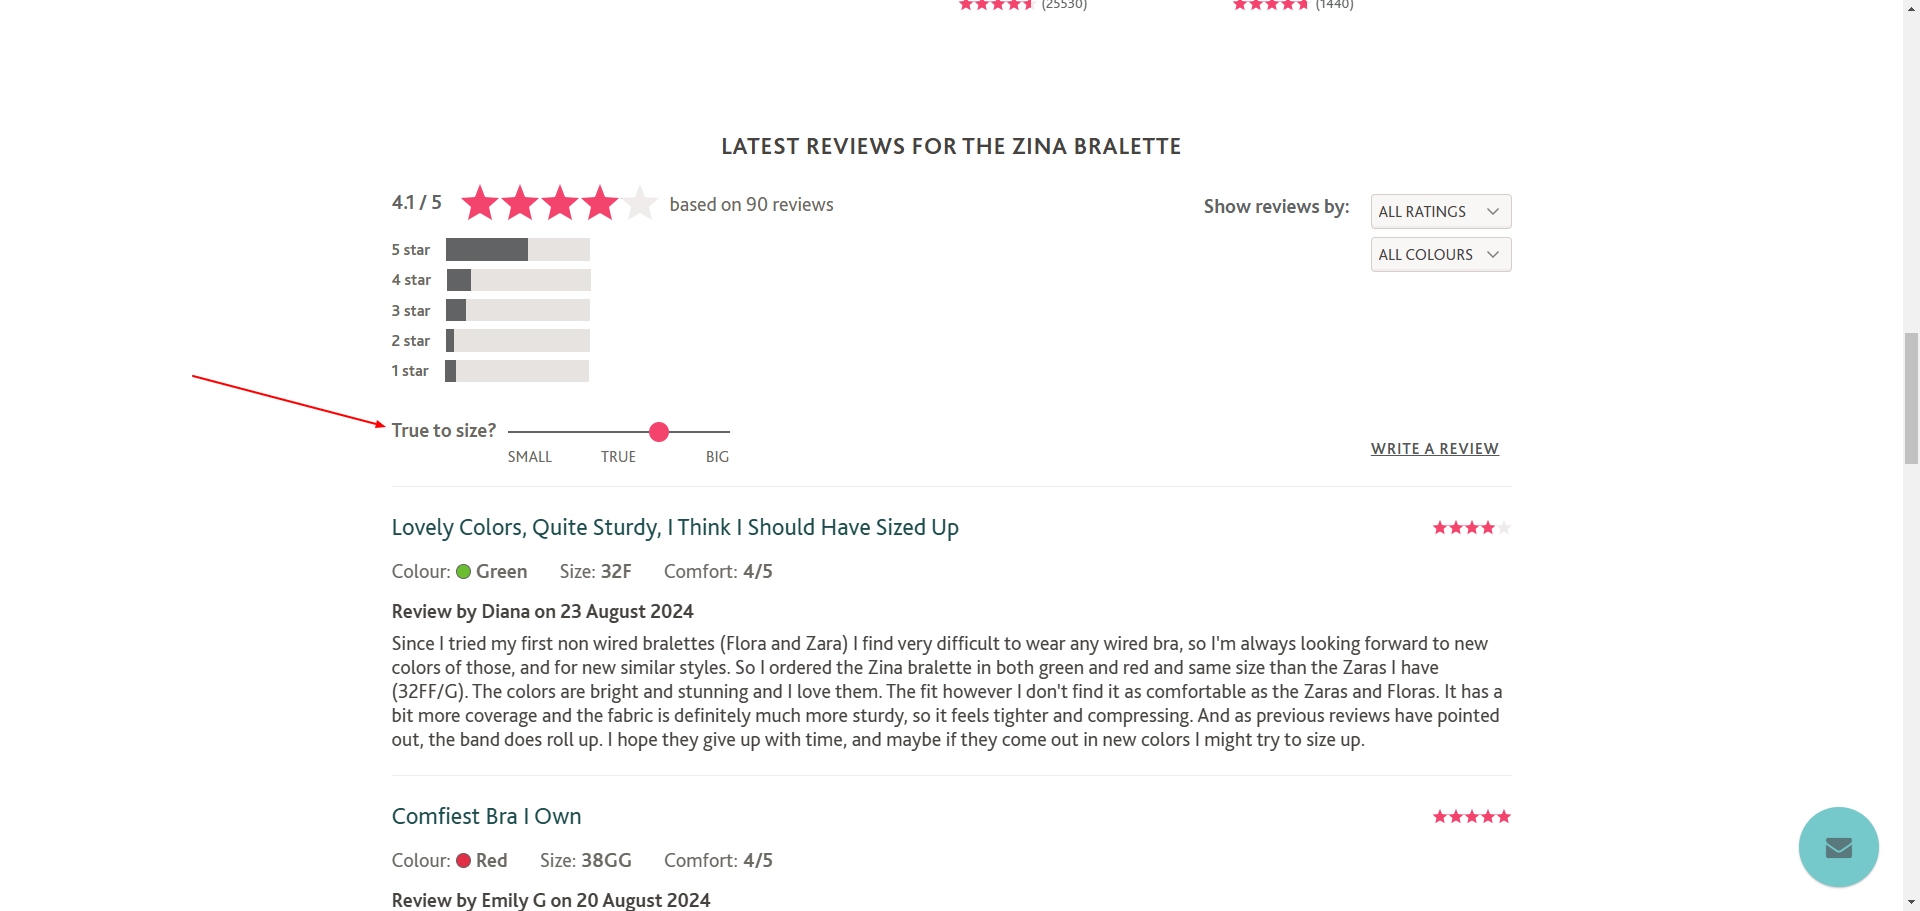 (25530) (1440)
LATEST REVIEWS FOR THE ZINA BRALETTE
4.1 / 5 based on 90 reviews
Show reviews by: ALL RATINGS
5 star
ALL COLOURS
4 star
3 star
2 star
1 star
True to size?
SMALL TRUE BIG
WRITE A REVIEW
Lovely Colors, Quite Sturdy, I Think I Should Have Sized Up
Colour: Green Size: 32F Comfort: 4/5
Review by Diana on 23 August 2024
Since I tried my first non wired bralettes (Flora and Zara) I find very difficult to wear any wired bra, so I'm always looking forward to new
colors of those, and for new similar styles. So I ordered the Zina bralette in both green and red and same size than the Zaras I have
(32FF/G). The colors are bright and stunning and I love them. The fit however I don't find it as comfortable as the Zaras and Floras. It has a
bit more coverage and the fabric is definitely much more sturdy, so it feels tighter and compressing. And as previous reviews have pointed
out, the band does roll up. I hope they give up with time, and maybe if they come out in new colors I might try to size up.
Comfiest Bra I Own
Colour: Red Size: 38GG Comfort: 4/5
Review by Emily G on 20 August 2024